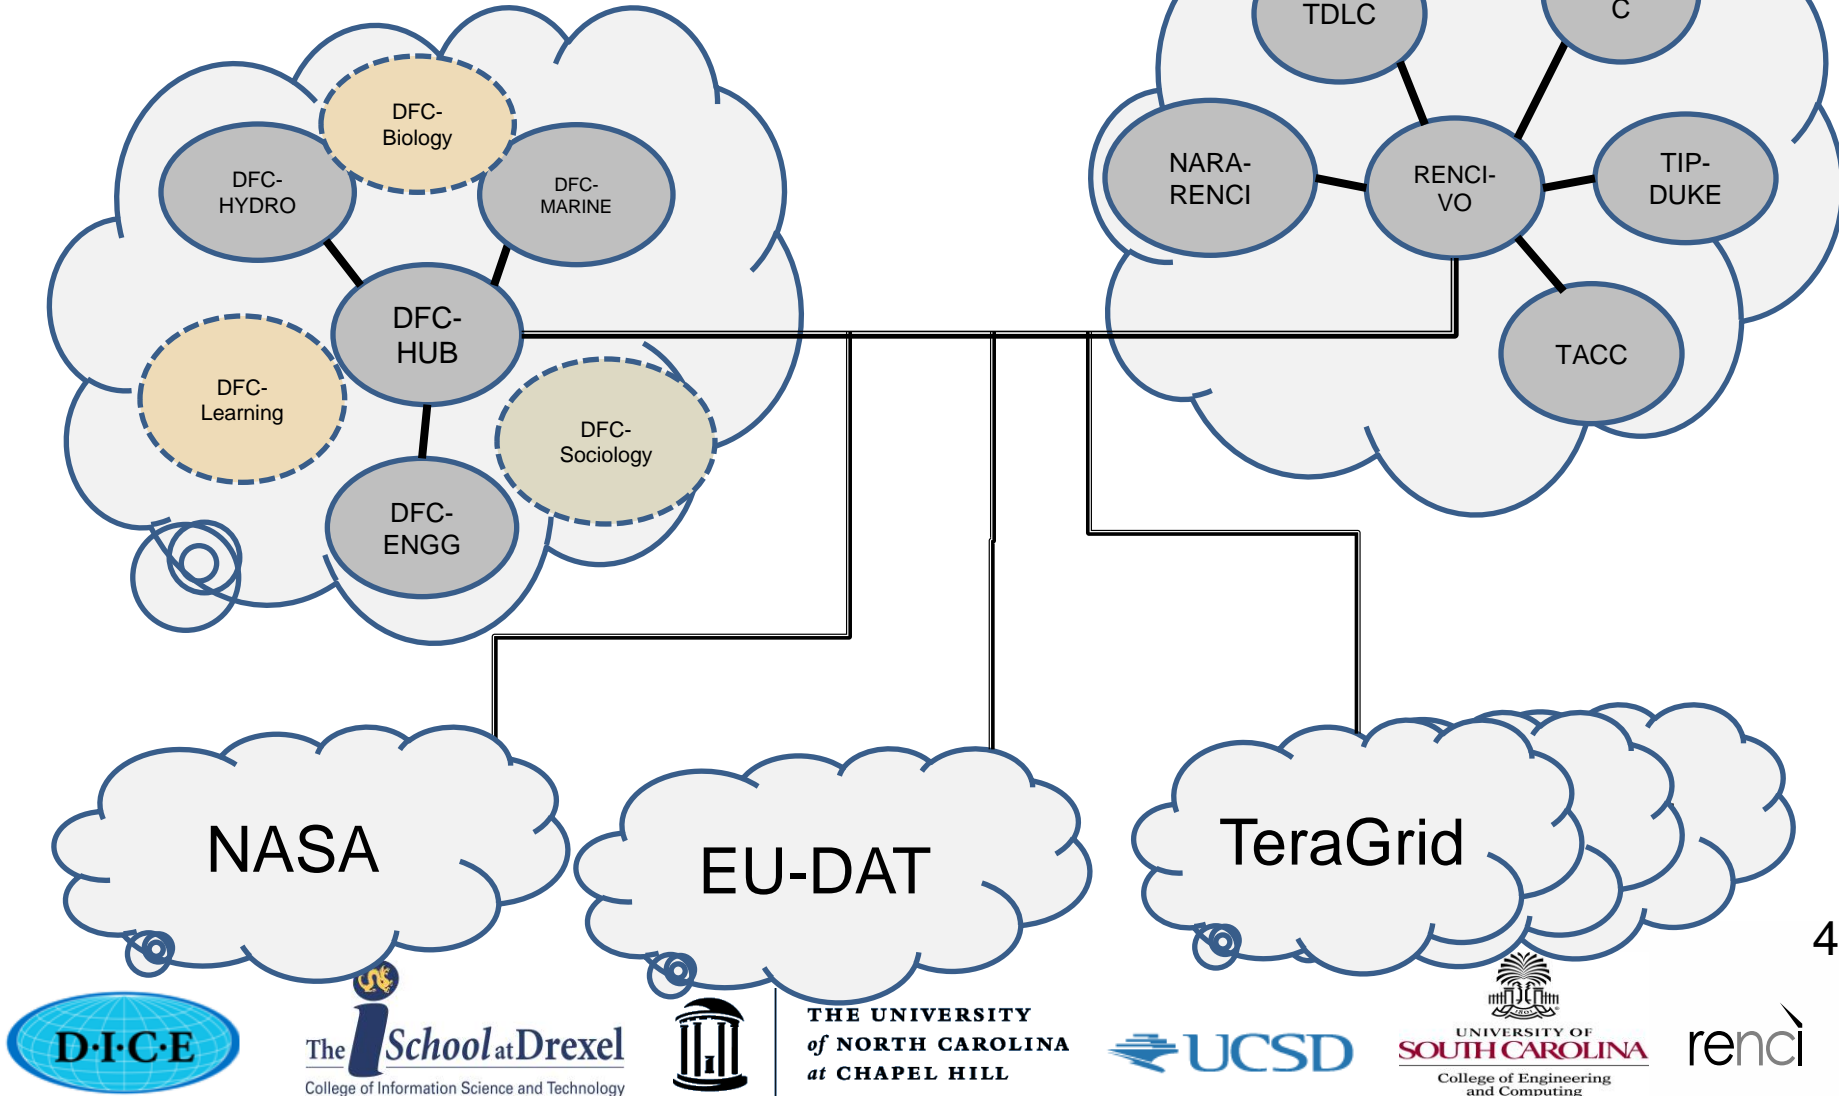 TDLC
C
DFC-
Biology
DFC-
HYDRO
DFC-
MARINE
NARA-
RENCI
RENCI-
VO
TIP-
DUKE
DFC-
HUB
TACC
DFC-
Learning
DFC-
Sociology
DFC-
ENGG
NASA
EU-DAT
TeraGrid
4
D·I·C·E
The iSchool at Drexel
College of Information Science and Technology
THE UNIVERSITY
of NORTH CAROLINA
at CHAPEL HILL
UCSD
UNIVERSITY OF
SOUTH CAROLINA
College of Engineering
and Computing
renci